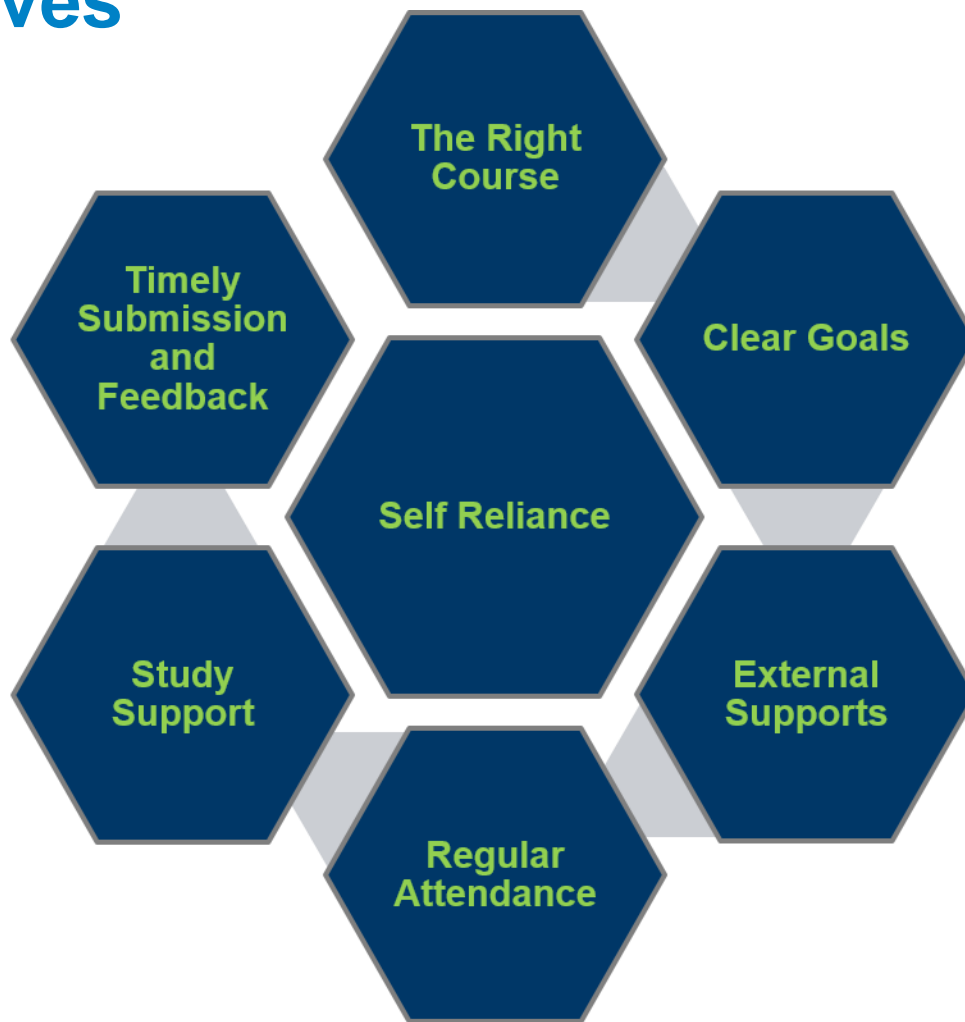 ves
The Right
Course
Timely
Submission
and
Feedback
Clear Goals
Self Reliance
Study
Support
External
Supports
Regular
Attendance